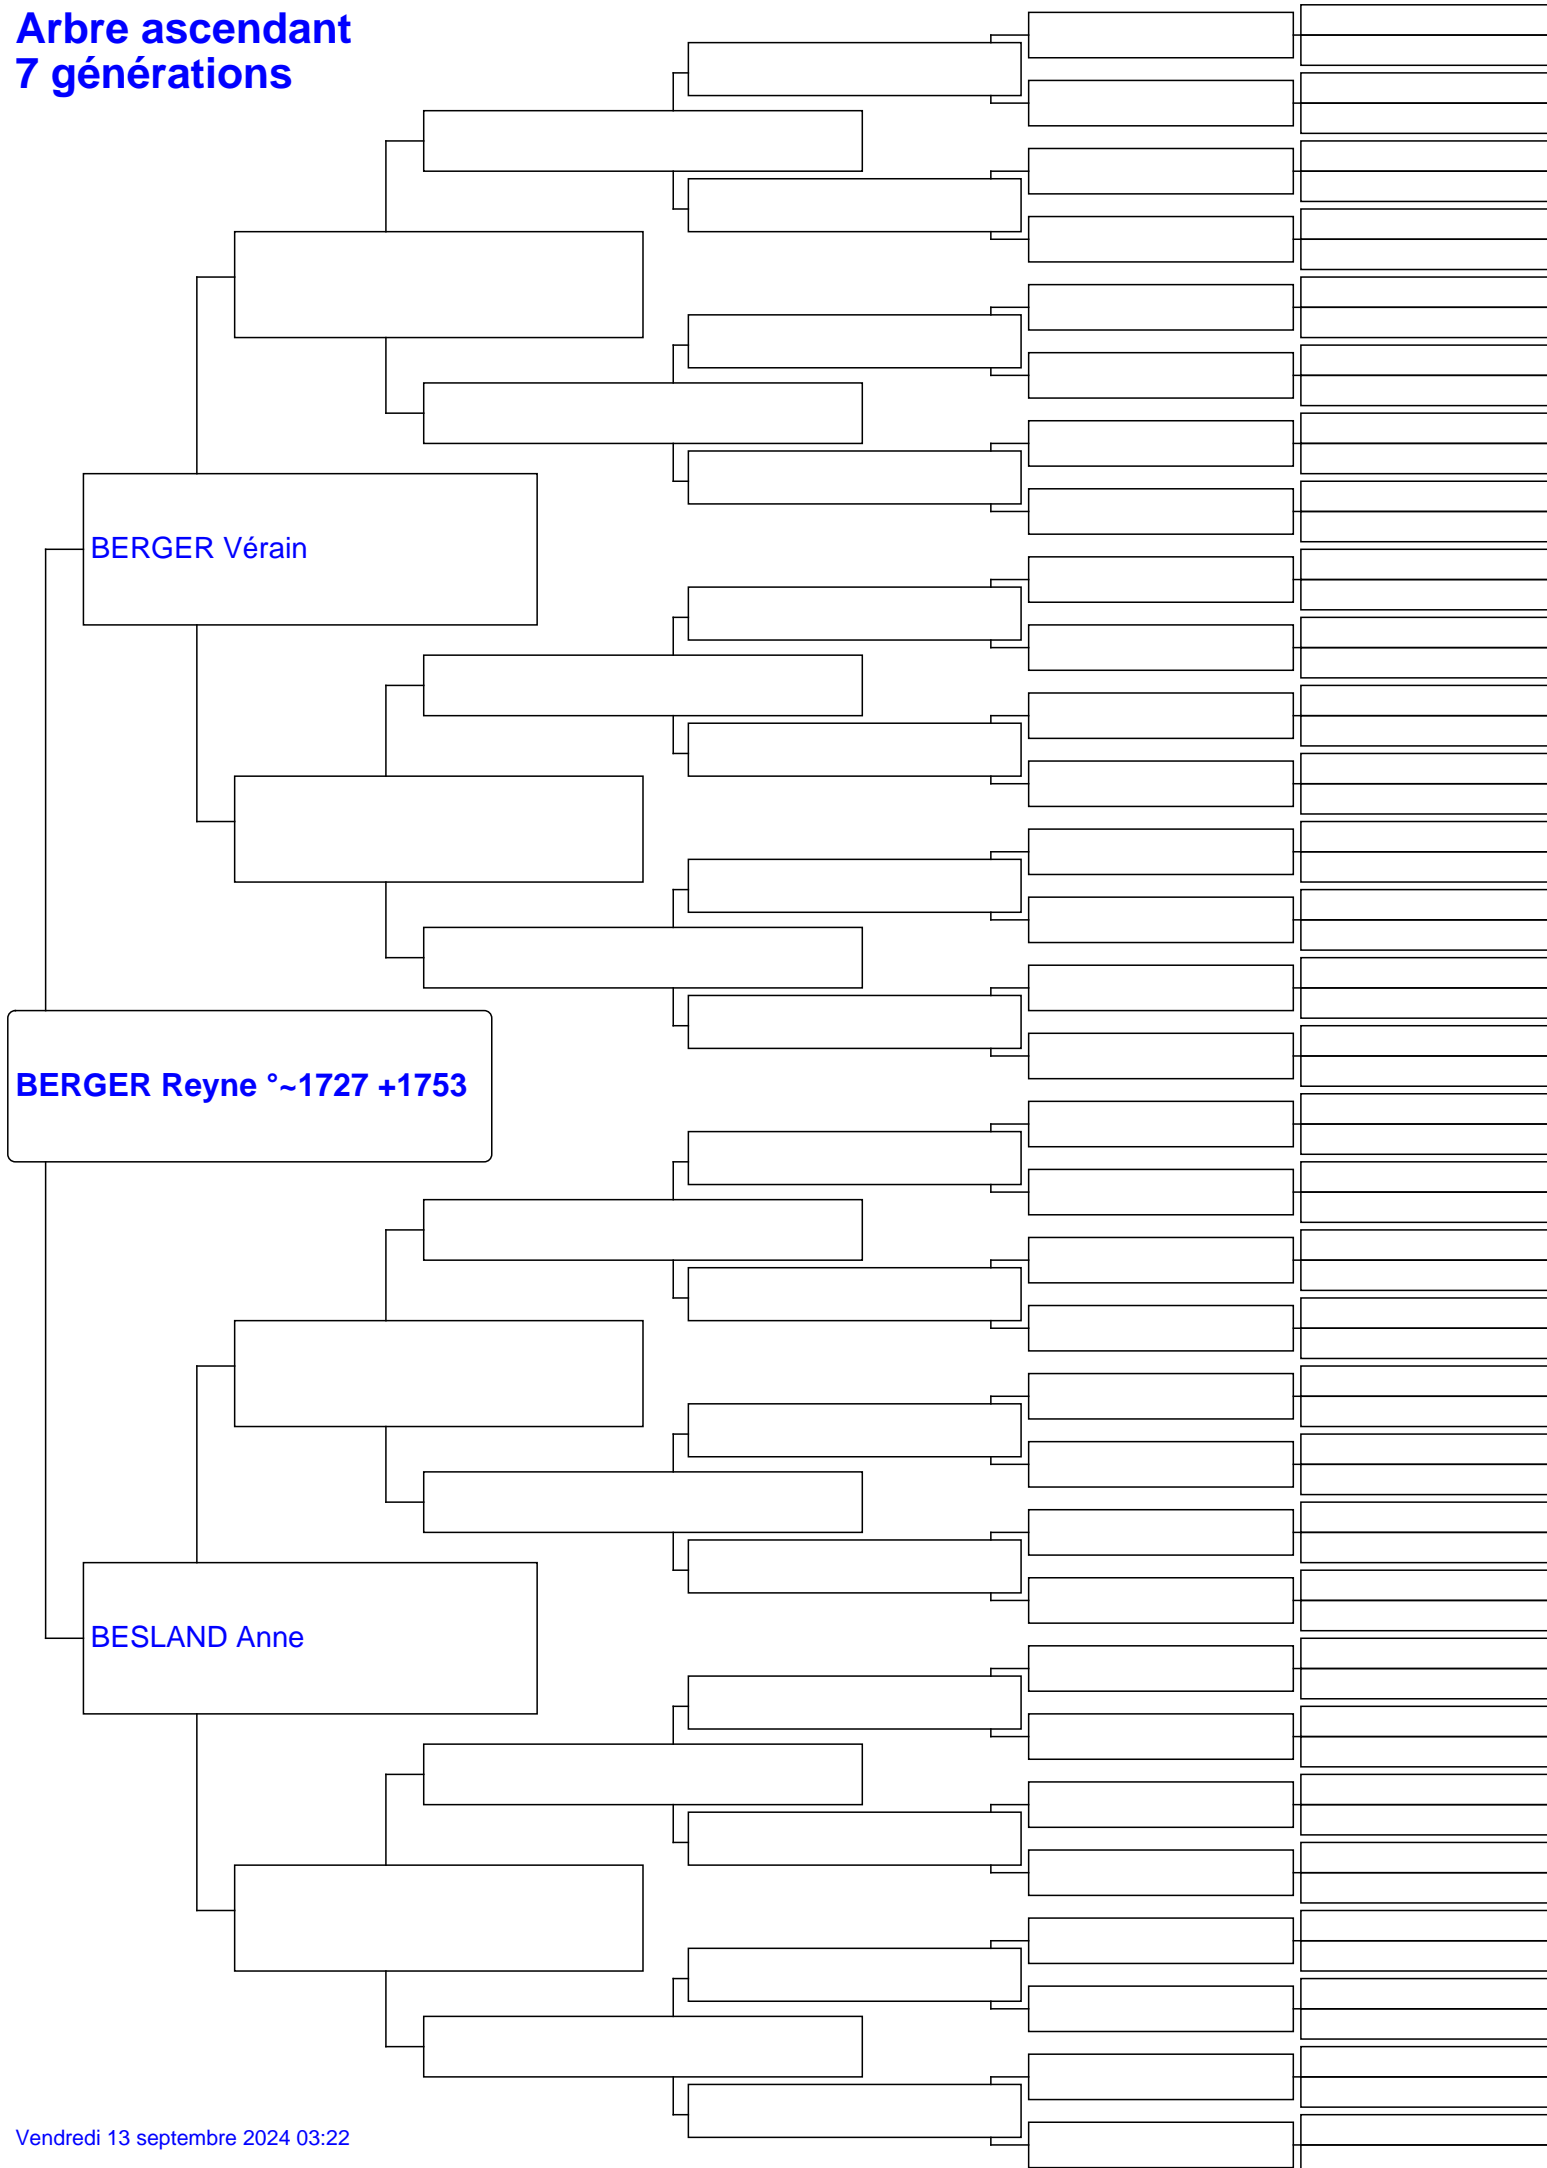 Arbre ascendant
7 générations
BERGER Vérain
BERGER Reyne °~1727 +1753
BESLAND Anne
Vendredi 13 septembre 2024 03:22